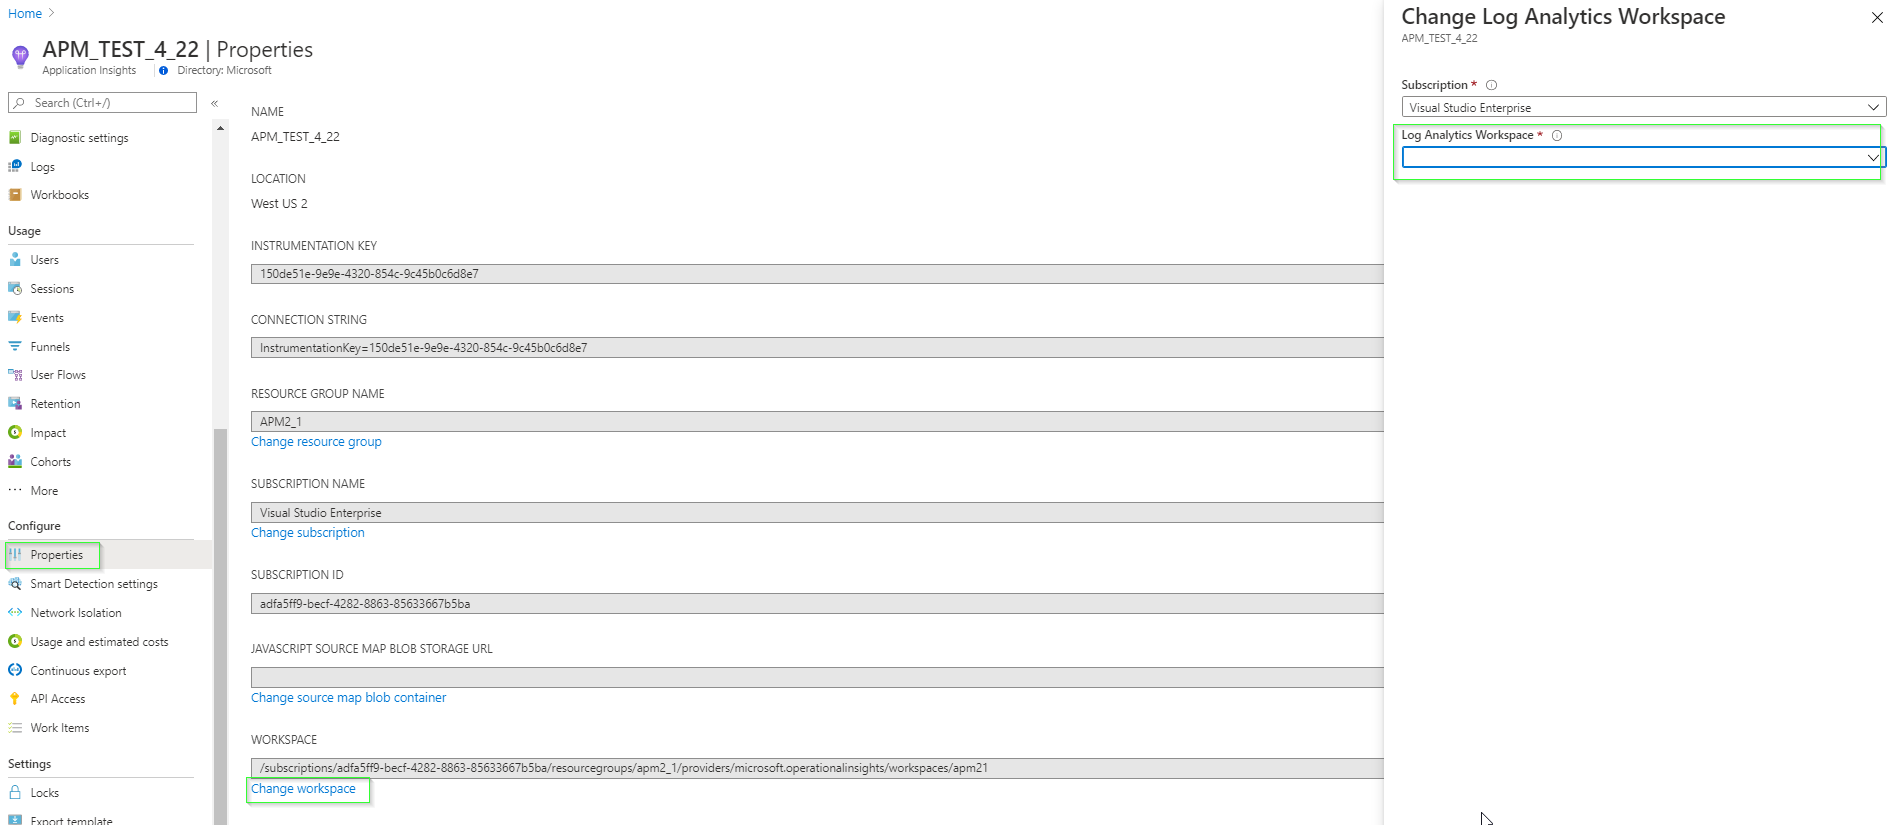 Home
APM_TEST_4_22 | Properties
Application Insights
Directory: Microsoft
Search (Ctrl+/)
«
Diagnostic settings
Logs
Workbooks
Usage
Users
Sessions
Events
Funnels
User Flows
Retention
Impact
Cohorts
More
Configure
Properties
Smart Detection settings
Network Isolation
Usage and estimated costs
Continuous export
API Access
Work Items
Settings
Locks
Export template
NAME
APM_TEST_4_22
LOCATION
West US 2
INSTRUMENTATION KEY
150de51e-9e9e-4320-854c-9c45b0c6d8e7
CONNECTION STRING
InstrumentationKey=150de51e-9e9e-4320-854c-9c45b0c6d8e7
RESOURCE GROUP NAME
APM2_1
Change resource group
SUBSCRIPTION NAME
Visual Studio Enterprise
Change subscription
SUBSCRIPTION ID
adfa5ff9-becf-4282-8863-85633667b5ba
JAVASCRIPT SOURCE MAP BLOB STORAGE URL
Change source map blob container
WORKSPACE
/subscriptions/adfa5ff9-becf-4282-8863-85633667b5ba/resourcegroups/apm2_1/providers/microsoft.operationalinsights/workspaces/apm21
Change workspace
Change Log Analytics Workspace
APM_TEST_4_22
Subscription *
Visual Studio Enterprise
Log Analytics Workspace *